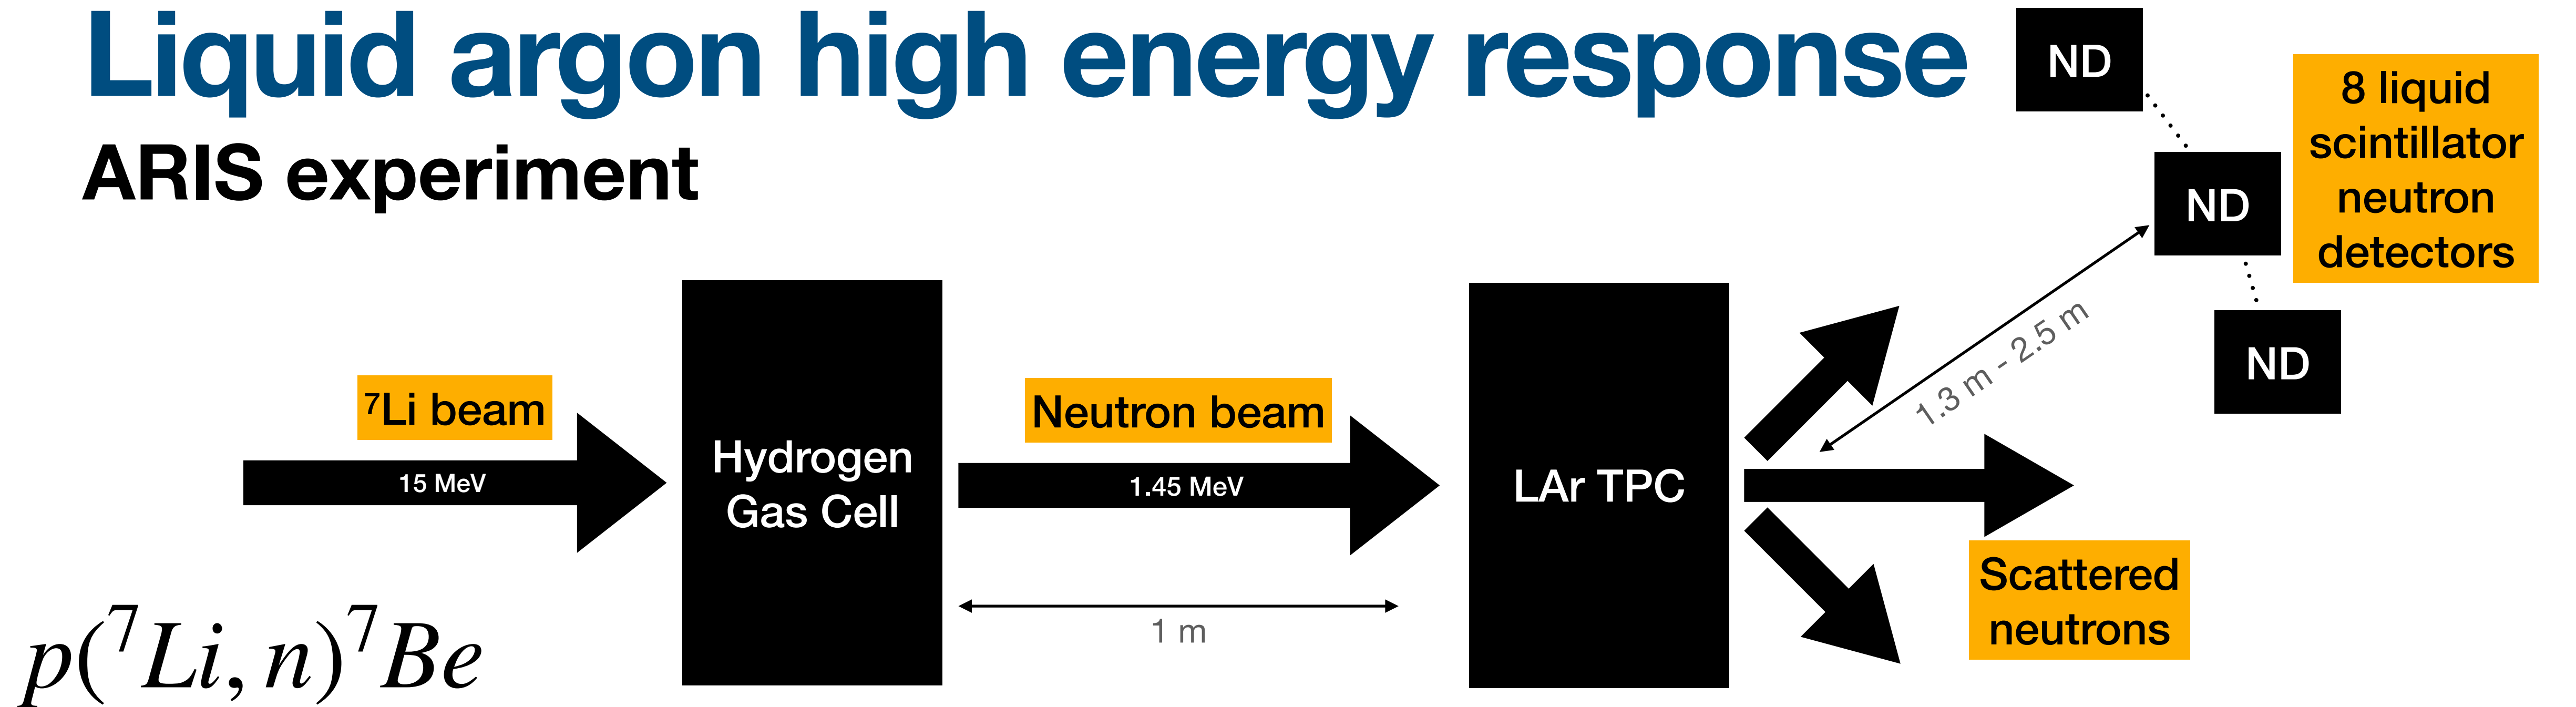 Liquid argon high energy response
ARIS experiment
ND
ND
ND
8 liquid
scintillator
neutron
detectors
⁷Li beam
15 MeV
Hydrogen
Gas Cell
Neutron beam
1.45 MeV
1 m
LAr TPC
1.3 m - 2.5 m
Scattered
neutrons
p(⁷Li, n)⁷Be